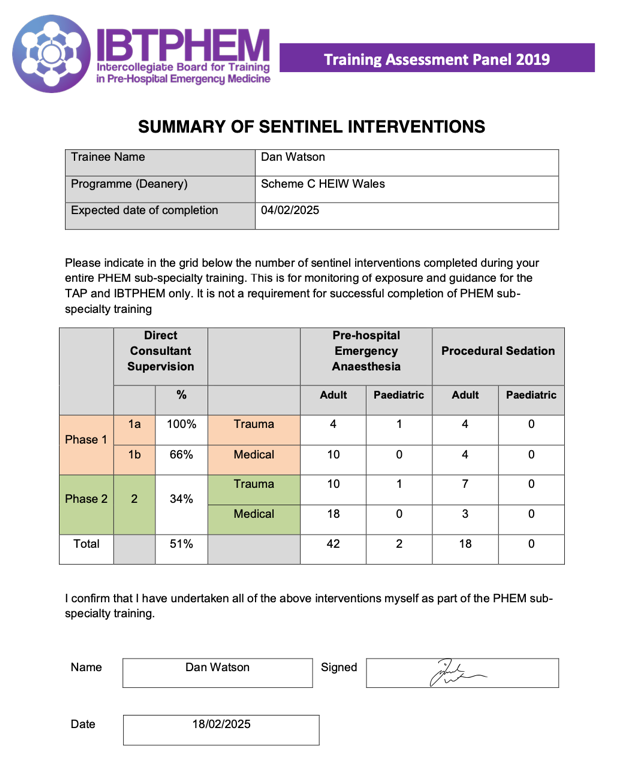 IBTPHEM
Intercollegiate Board for Training
in Pre-Hospital Emergency Medicine
Training Assessment Panel 2019
SUMMARY OF SENTINEL INTERVENTIONS
Trainee Name Dan Watson
Programme (Deanery) Scheme C HEIW Wales
Expected date of completion 04/02/2025
Please indicate in the grid below the number of sentinel interventions completed during your
entire PHEM sub-specialty training. This is for monitoring of exposure and guidance for the
TAP and IBTPHEM only. It is not a requirement for successful completion of PHEM sub-
specialty training
Direct
Consultant
Supervision
Pre-hospital
Emergency
Anaesthesia
Procedural Sedation
% Adult Paediatric Adult Paediatric
Phase 1
1a 100% Trauma 4 1 4 0
1b 66% Medical 10 0 4 0
Phase 2 2 34%
Trauma 10 1 7 0
Medical 18 0 3 0
Total 51% 42 2 18 0
I confirm that I have undertaken all of the above interventions myself as part of the PHEM sub-
specialty training.
Name Dan Watson Signed
Date 18/02/2025